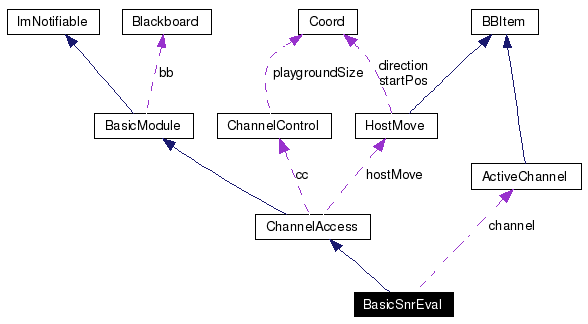 ImNotifiable
Blackboard
Coord
BBItem
bb
playgroundSize
direction
startPos
BasicModule
ChannelControl
HostMove
cc
hostMove
ActiveChannel
ChannelAccess
channel
BasicSnrEval